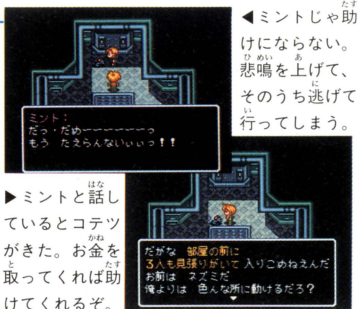 ◀ミントじゃ助
けにならない。
悲鳴を上げて、
そのうち逃げて
行ってしまう。
ミント:
だっ・だめーーーーーーーっ
もう たえらんないぃぃっ!!
▶ミントと話し
ているとコテツ
がきた。お金を
取ってくれば助
けてくれるぞ。
だがな 部屋の前に
3人も見張りがいて 入りこめねえんだ
お前は ネズミだ
俺よりは 色んな所に動けるだろ?